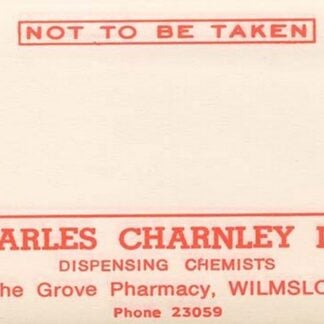 NOT TO BE TAKEN
ARLES CHARNLEY
DISPENSING CHEMISTS
he Grove Pharmacy, WILMSLO
Phone 23059